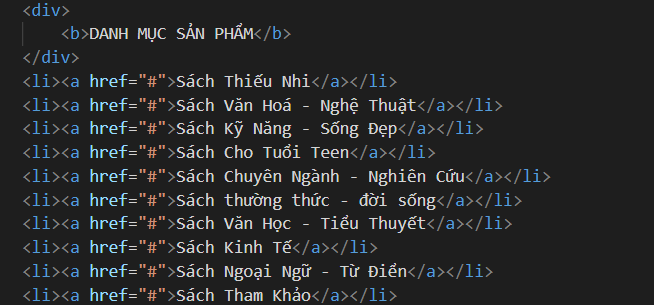 <div>
<b>DANH MỤC SẢN PHẨM</b>
</div>
<li><a href="#">Sách Thiếu Nhi</a></li>
<li><a href="#">Sách Văn Hoá - Nghệ Thuật</a></li>
<li><a href="#">Sách Kỹ Năng - Sống Đẹp</a></li>
<li><a href="#">Sách Cho Tuổi Teen</a></li>
<li><a href="#">Sách Chuyên Ngành - Nghiên Cứu</a></li>
<li><a href="#">Sách thường thức - đời sống</a></li>
<li><a href="#">Sách Văn Học - Tiểu Thuyết</a></li>
<li><a href="#">Sách Kinh Tế</a></li>
<li><a href="#">Sách Ngoại Ngữ - Từ Điển</a></li>
<li><a href="#">Sách Tham Khảo</a></li>